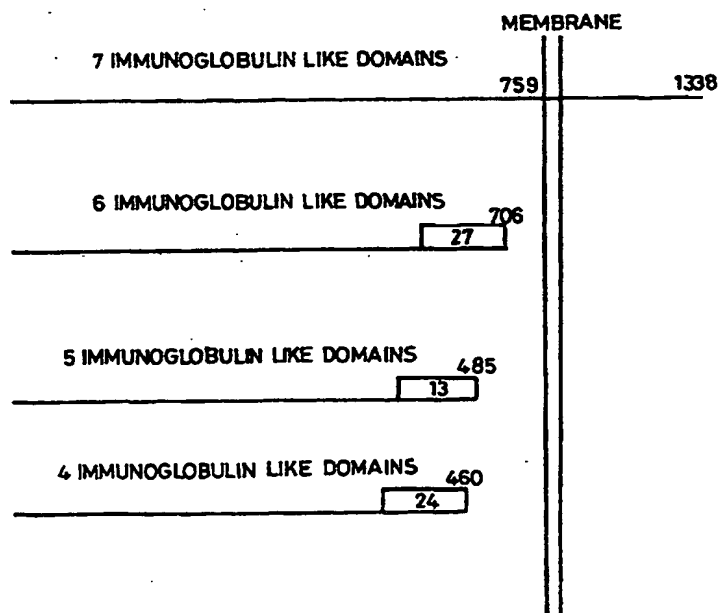 MEMBRANE
7 IMMUNOGLOBULIN LIKE DOMAINS
759 1338
6 IMMUNOGLOBULIN LIKE DOMAINS
706
27
5 IMMUNOGLOBULIN LIKE DOMAINS
485
13
4 IMMUNOGLOBULIN LIKE DOMAINS
460
24